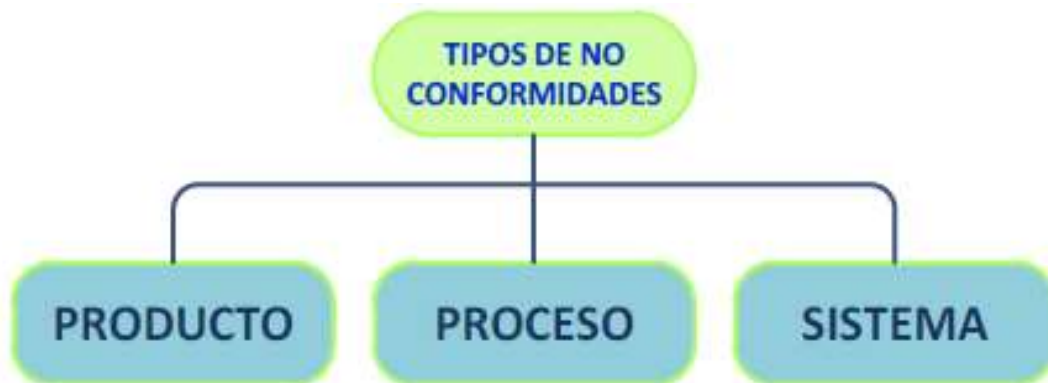 TIPOS DE NO
CONFORMIDADES
PRODUCTO
PROCESO
SISTEMA